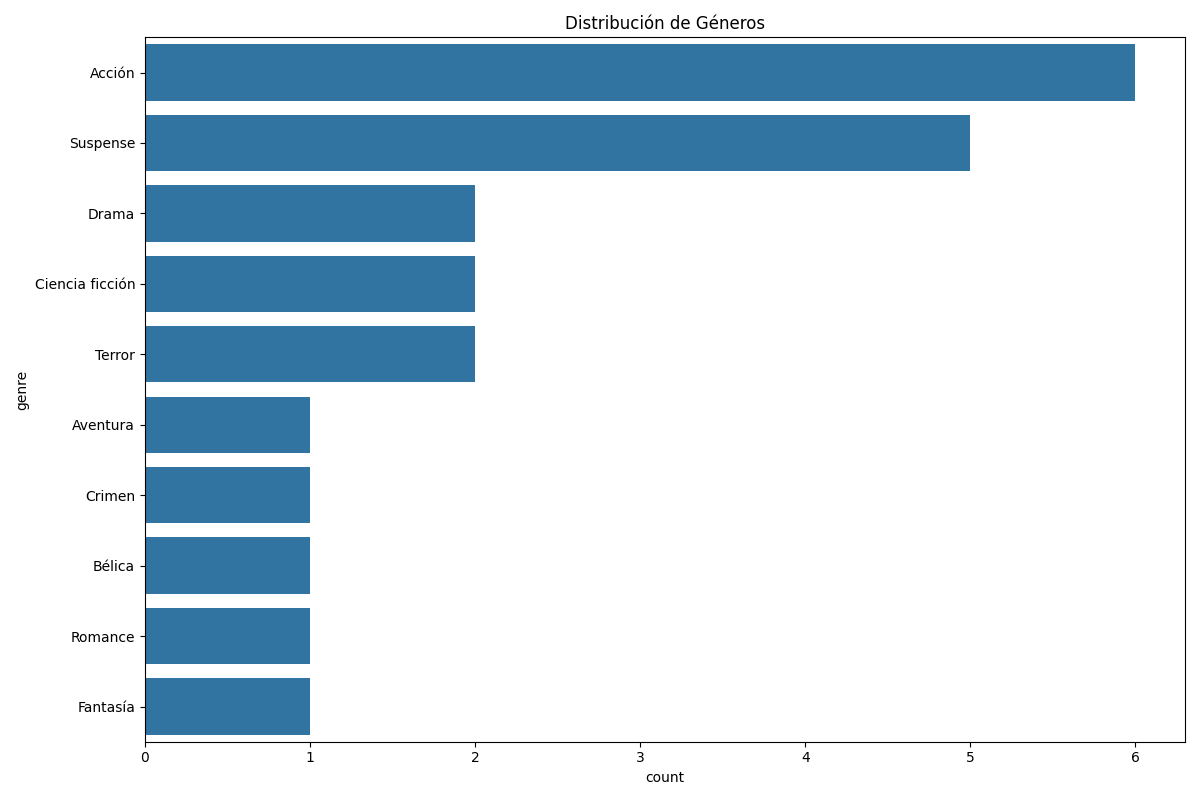 Distribución de Géneros
Acción
Suspense
Drama
Ciencia ficción
Terror
Aventura
Crimen
Bélica
Romance
Fantasía
genre
0 1 2 3 4 5 6
count